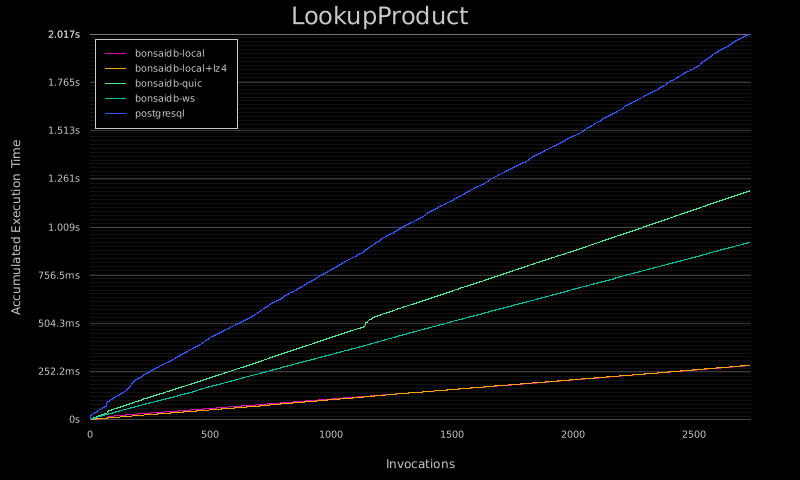 LookupProduct
2.017s
1.765s
1.513s
1.261s
1.009s
756.5ms
504.3ms
252.2ms
0s
Accumulated Execution Time
bonsaidb-local
bonsaidb-local+lz4
bonsaidb-quic
bonsaidb-ws
postgresql
0
500
1000
1500
2000
2500
Invocations